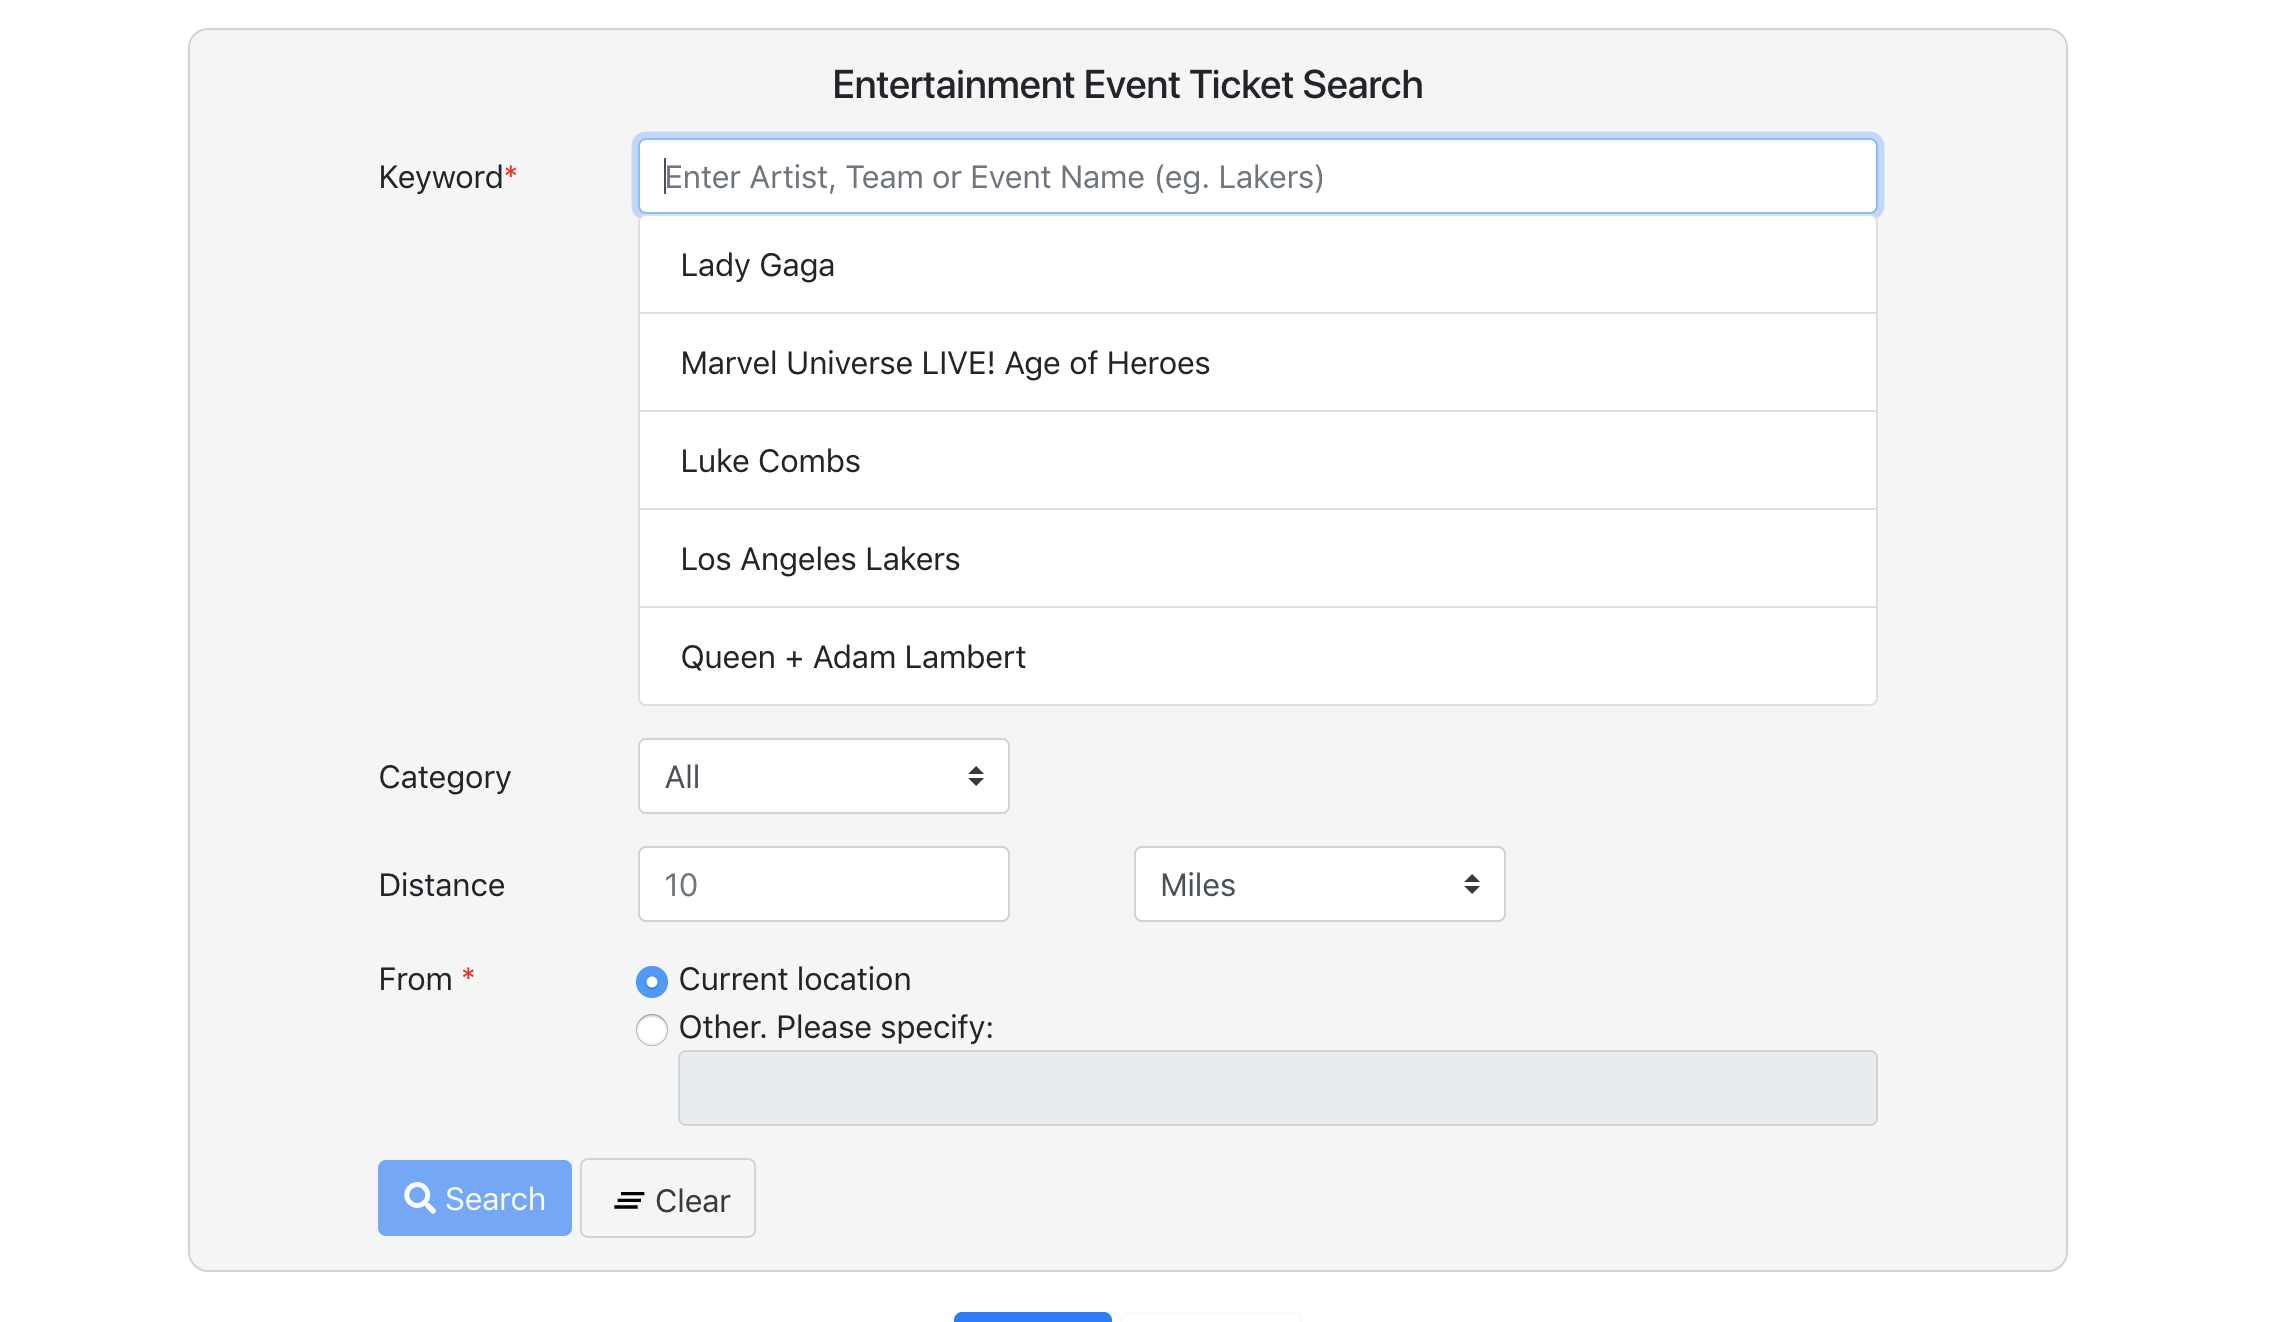 Entertainment Event Ticket Search
Keyword*
Enter Artist, Team or Event Name (eg. Lakers)
Lady Gaga
Marvel Universe LIVE! Age of Heroes
Luke Combs
Los Angeles Lakers
Queen + Adam Lambert
Category
All
Distance
10
Miles
From *
Current location
Other. Please specify:
Search
Clear